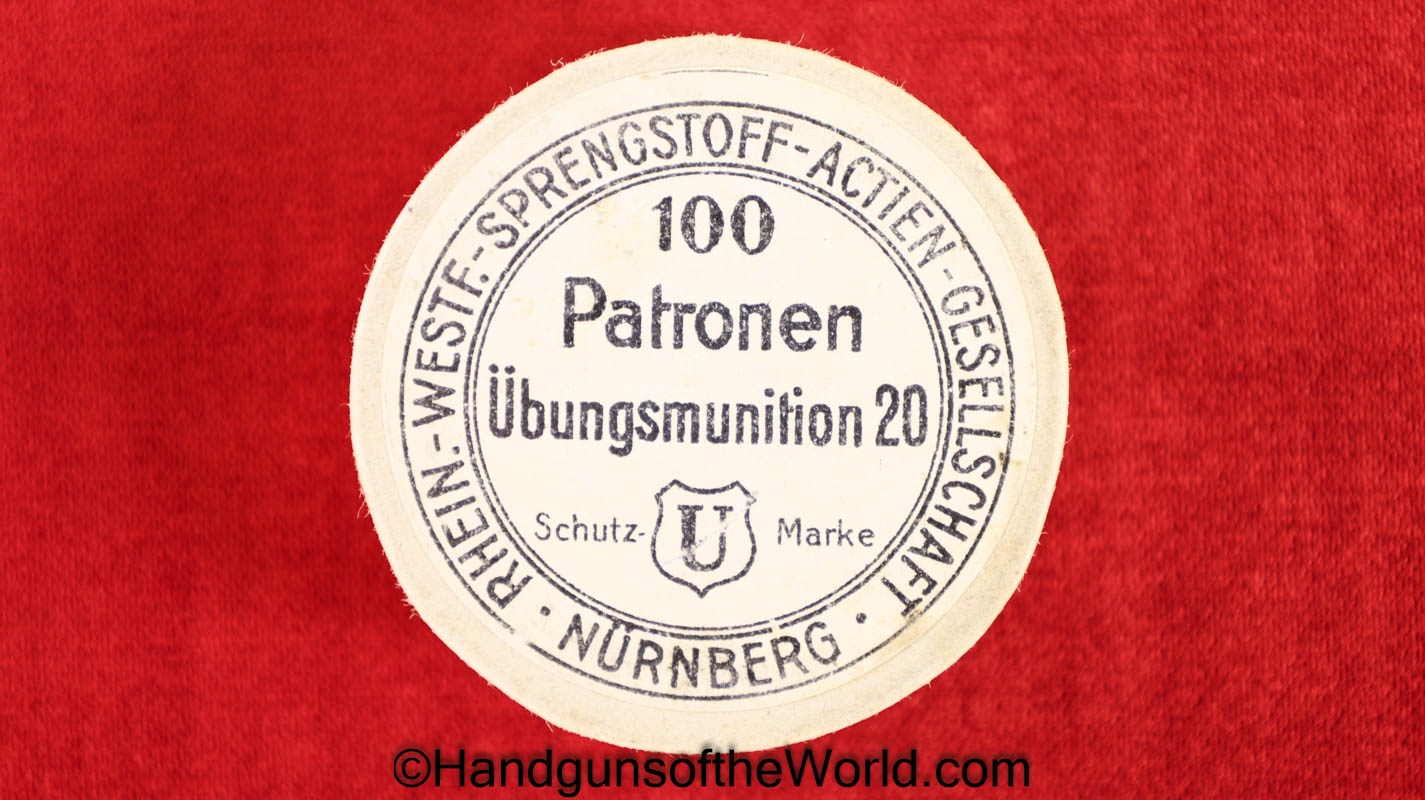 RHEIN.-WESTF.-SPRENGSTOFF-ACTIEN-GESELLSCHAFT
100
Patronen
Übungsmunition 20
Schutz- U Marke
• NÜRNBERG •
©HandgunsoftheWorld.com